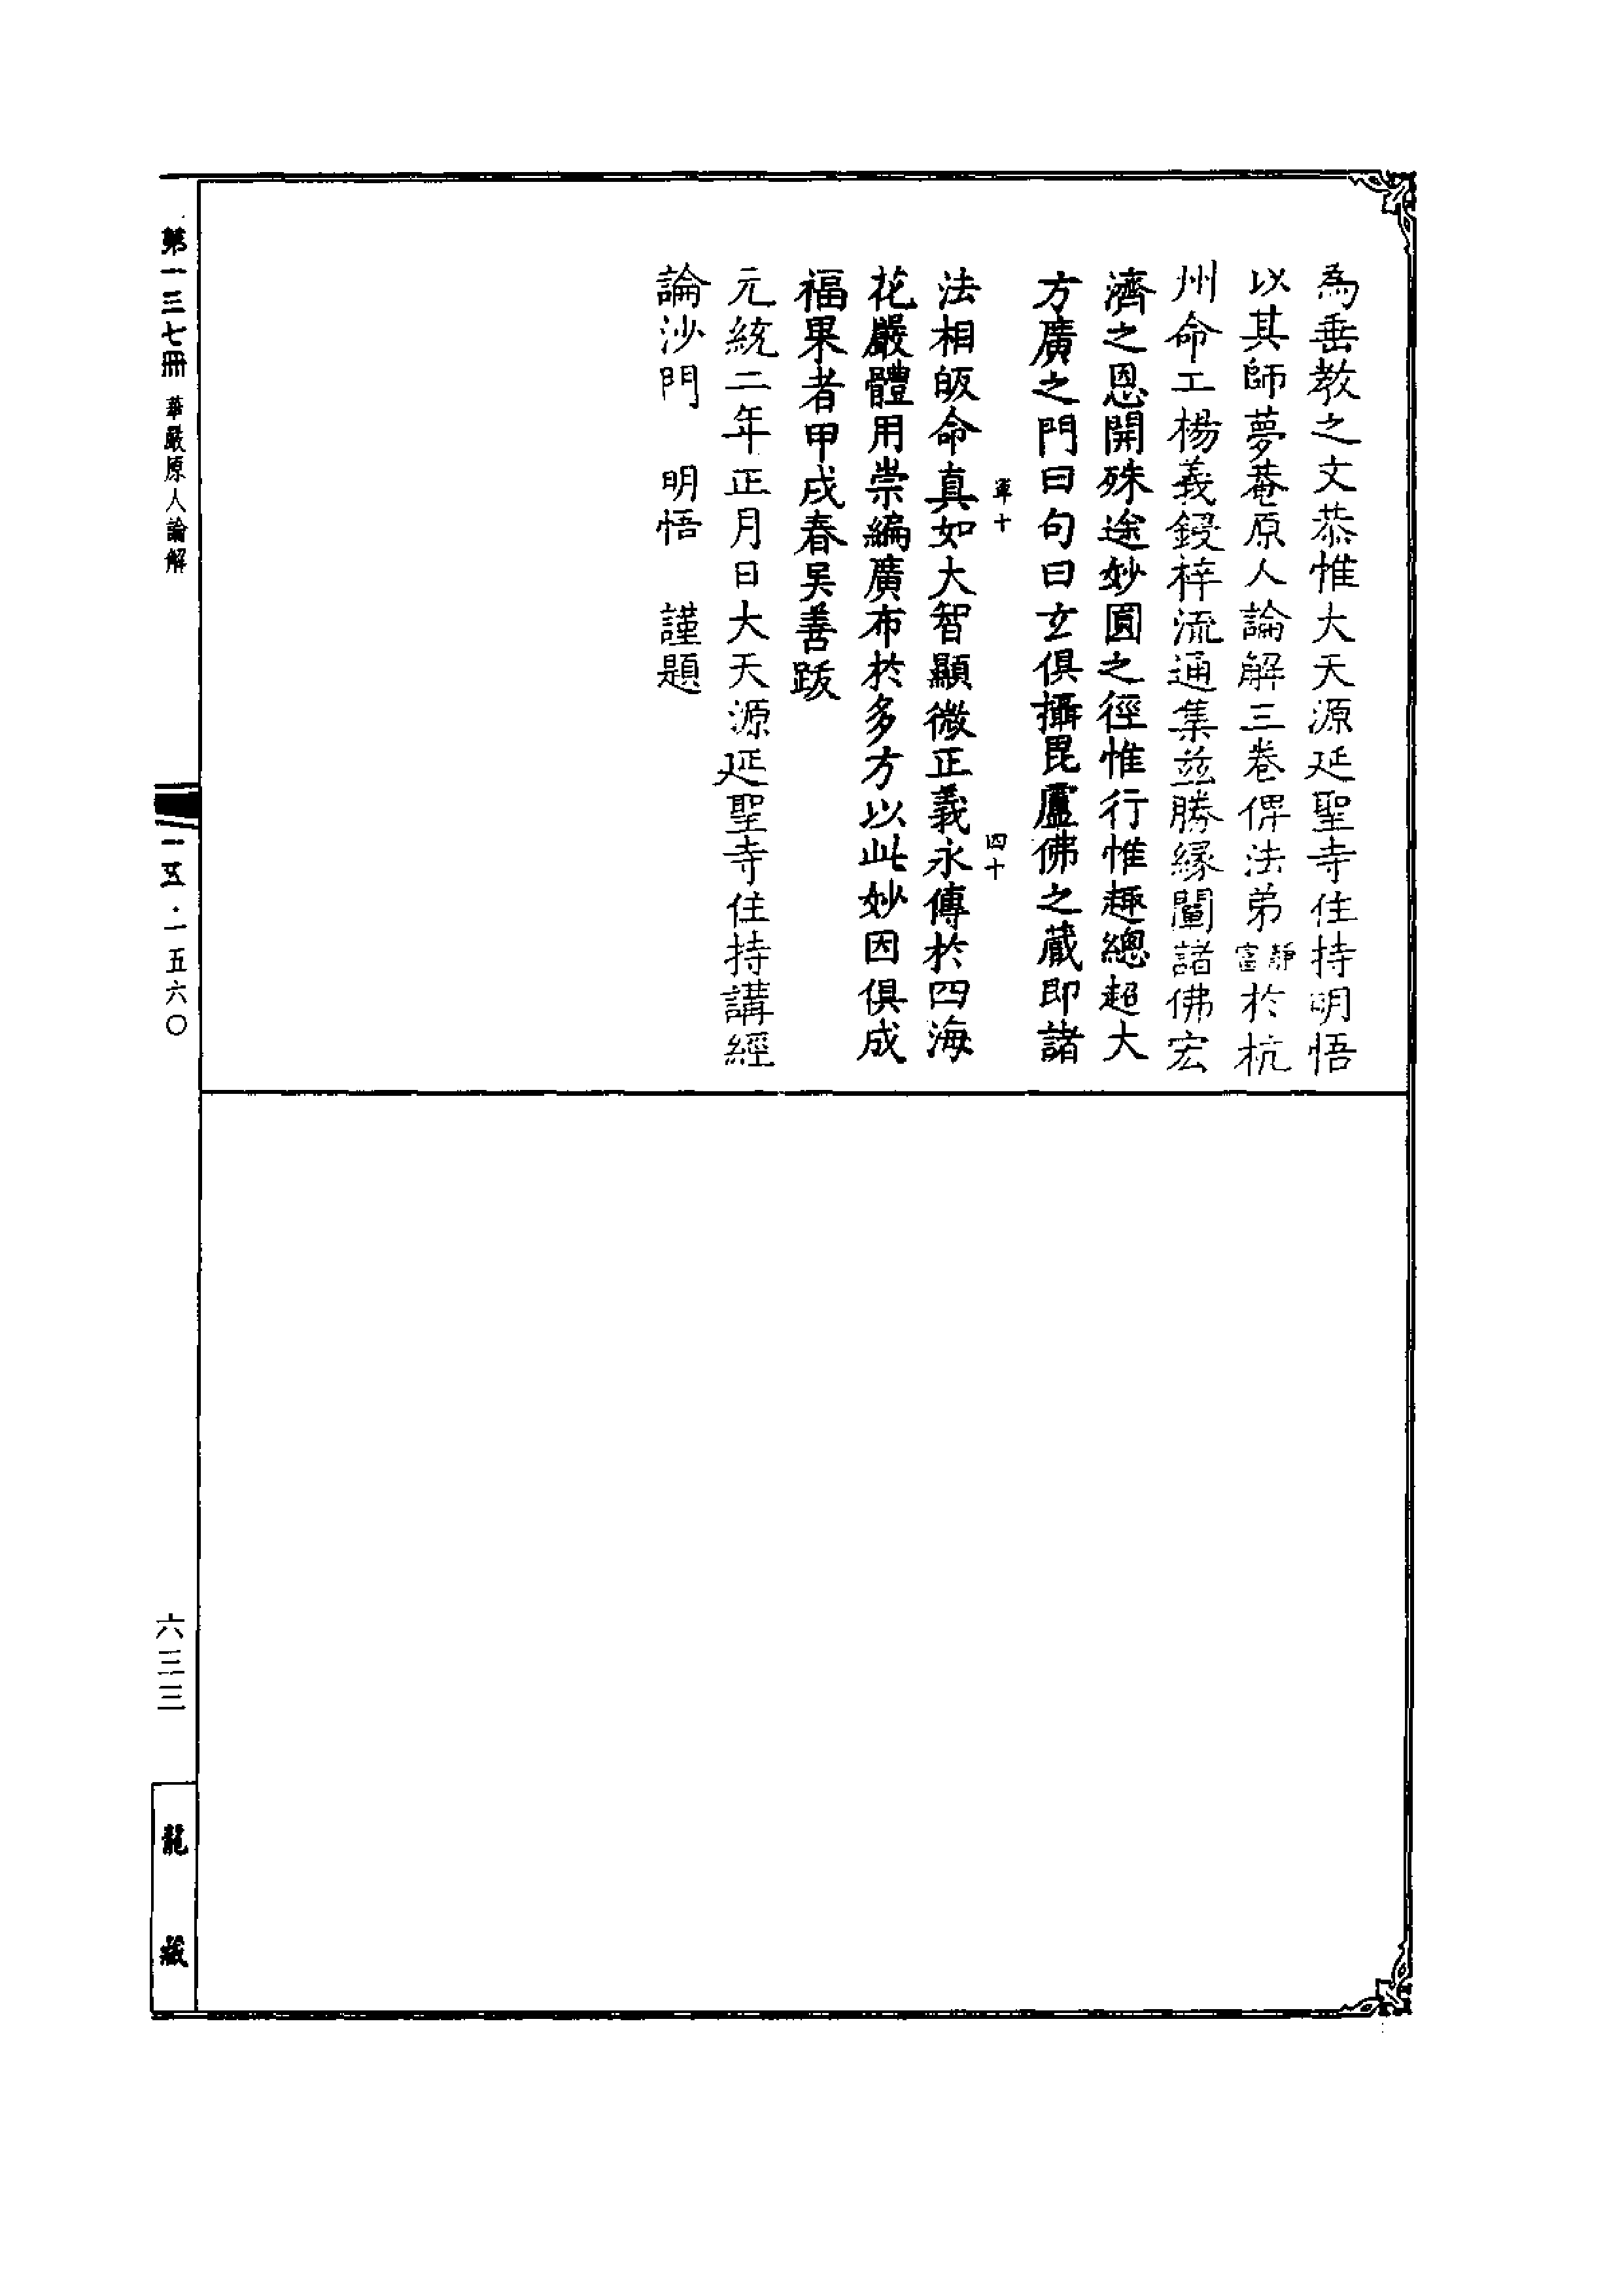 為垂教之文恭惟大天源延聖寺住持明悟
以其師夢菴原人論解三卷俾法弟靜富於杭
州命工楊義鋟梓流通集茲勝緣闡諸佛宏
濟之恩開殊途妙圓之徑惟行惟趣總超大
方廣之門曰句曰玄俱攝毘盧佛之藏即諸
軍十
四十
法相皈命真如大智顯微正義永傳於四海
花嚴體用崇編廣布於多方以此妙因俱成
福果者甲戌春吴善跋
元統二年正月日大天源延聖寺住持講經
論沙門 明悟 謹題
第一三七冊 華嚴原人論解
一五五·一五六〇
六三三
龍藏